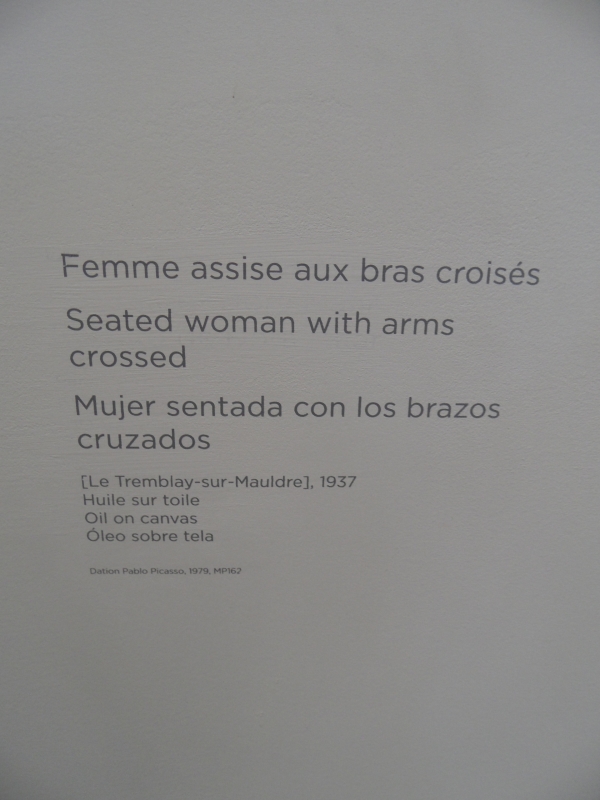 Femme assise aux bras croisés
Seated woman with arms
crossed
Mujer sentada con los brazos
cruzados
[Le Tremblay-sur-Mauldre], 1937
Huile sur toile
Oil on canvas
Óleo sobre tela
Dation Pablo Picasso, 1979, MP162